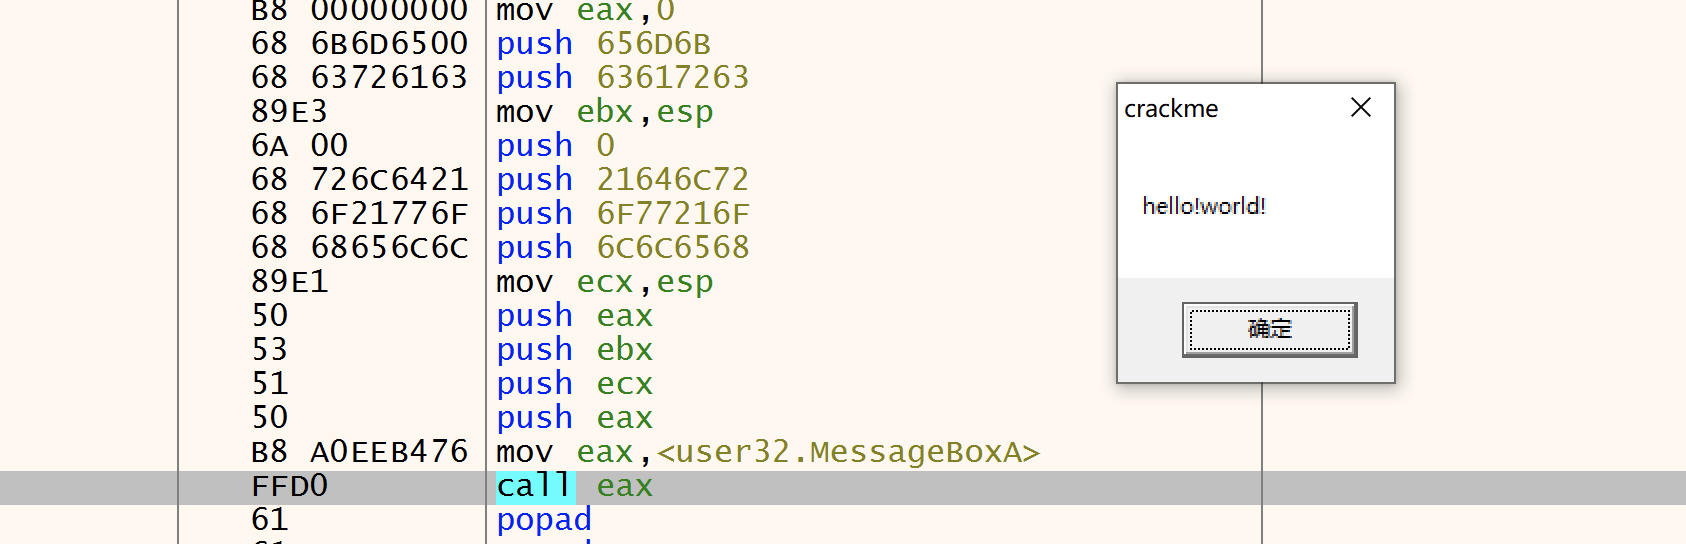 B8 00000000 mov eax,0
68 6B6D6500 push 656D6B
68 63726163 push 63617263
89E3 mov ebx,esp
6A 00 push 0
68 726C6421 push 21646C72
68 6F21776F push 6F77216F
68 68656C6C push 6C6C6568
89E1 mov ecx,esp
50 push eax
53 push ebx
51 push ecx
50 push eax
B8 A0EEB476 mov eax,<user32.MessageBoxA>
FFD0 call eax
61 popad
crackme
hello!world!
确定